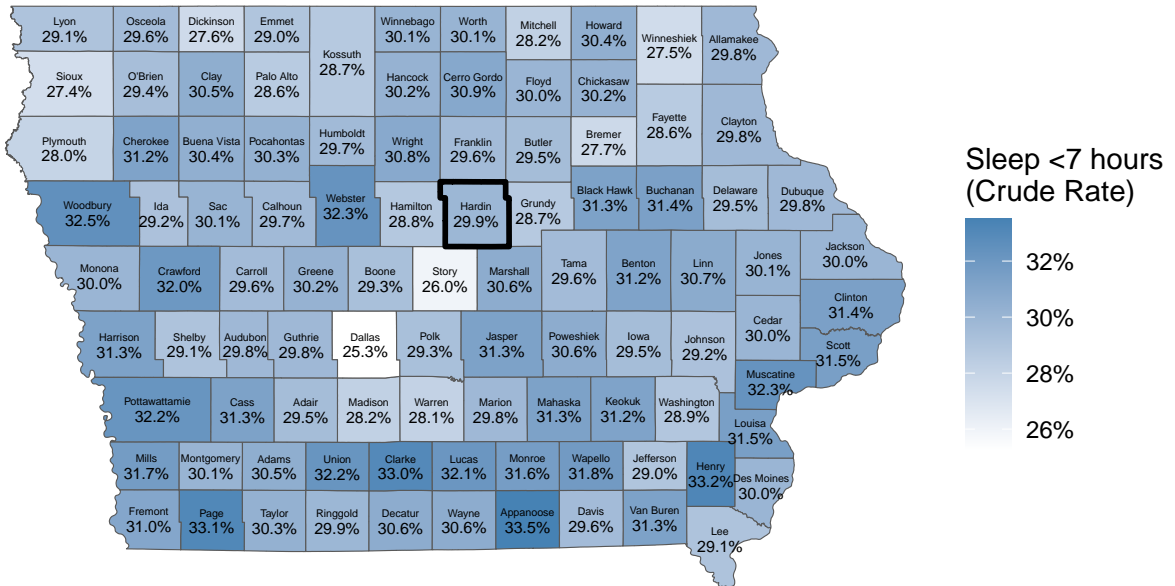 Lyon
29.1%
Osceola
29.6%
Dickinson
27.6%
Emmet
29.0%
Kossuth
28.7%
Winnebago
30.1%
Worth
30.1%
Mitchell
28.2%
Howard
30.4%
Winneshiek
27.5%
Allamakee
29.8%
Sioux
27.4%
O'Brien
29.4%
Clay
30.5%
Palo Alto
28.6%
Hancock
30.2%
Cerro Gordo
30.9%
Floyd
30.0%
Chickasaw
30.2%
Fayette
28.6%
Clayton
29.8%
Plymouth
28.0%
Cherokee
31.2%
Buena Vista
30.4%
Pocahontas
30.3%
Humboldt
29.7%
Wright
30.8%
Franklin
29.6%
Butler
29.5%
Bremer
27.7%
Woodbury
32.5%
Ida
29.2%
Sac
30.1%
Calhoun
29.7%
Webster
32.3%
Hamilton
28.8%
Hardin
29.9%
Grundy
28.7%
Black Hawk
31.3%
Buchanan
31.4%
Delaware
29.5%
Dubuque
29.8%
Monona
30.0%
Crawford
32.0%
Carroll
29.6%
Greene
30.2%
Boone
29.3%
Story
26.0%
Marshall
30.6%
Tama
29.6%
Benton
31.2%
Linn
30.7%
Jones
30.1%
Jackson
30.0%
Clinton
31.4%
Harrison
31.3%
Shelby
29.1%
Audubon
29.8%
Guthrie
29.8%
Dallas
25.3%
Polk
29.3%
Jasper
31.3%
Poweshiek
30.6%
Iowa
29.5%
Johnson
29.2%
Cedar
30.0%
Scott
31.5%
Muscatine
32.3%
Pottawattamie
32.2%
Cass
31.3%
Adair
29.5%
Madison
28.2%
Warren
28.1%
Marion
29.8%
Mahaska
31.3%
Keokuk
31.2%
Washington
28.9%
Louisa
31.5%
Mills
31.7%
Montgomery
30.1%
Adams
30.5%
Union
32.2%
Clarke
33.0%
Lucas
32.1%
Monroe
31.6%
Wapello
31.8%
Jefferson
29.0%
Henry
33.2%
Des Moines
30.0%
Fremont
31.0%
Page
33.1%
Taylor
30.3%
Ringgold
29.9%
Decatur
30.6%
Wayne
30.6%
Appanoose
33.5%
Davis
29.6%
Van Buren
31.3%
Lee
29.1%
Sleep <7 hours
(Crude Rate)
32%
30%
28%
26%